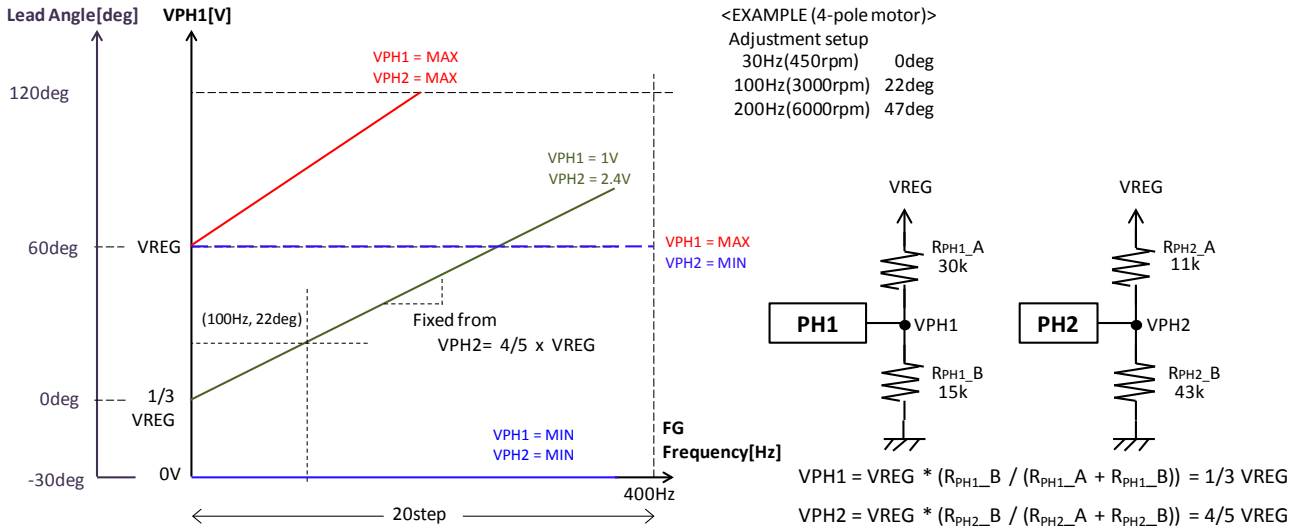 Lead Angle[deg]
VPH1[V]
120deg
60deg
0deg
-30deg
VREG
1/3
VREG
0V
VPH1 = MAX
VPH2 = MAX
VPH1 = 1V
VPH2 = 2.4V
VPH1 = MAX
VPH2 = MIN
(100Hz, 22deg)
Fixed from
VPH2= 4/5 x VREG
VPH1 = MIN
VPH2 = MIN
FG
Frequency[Hz]
400Hz
20step
<EXAMPLE (4-pole motor)>
Adjustment setup
30Hz(450rpm) 0deg
100Hz(3000rpm) 22deg
200Hz(6000rpm) 47deg
VREG
RPH1_A
30k
PH1
VPH1
RPH1_B
15k
VREG
RPH2_A
11k
PH2
VPH2
RPH2_B
43k
VPH1 = VREG * (RPH1_B / (RPH1_A + RPH1_B)) = 1/3 VREG
VPH2 = VREG * (RPH2_B / (RPH2_A + RPH2_B)) = 4/5 VREG